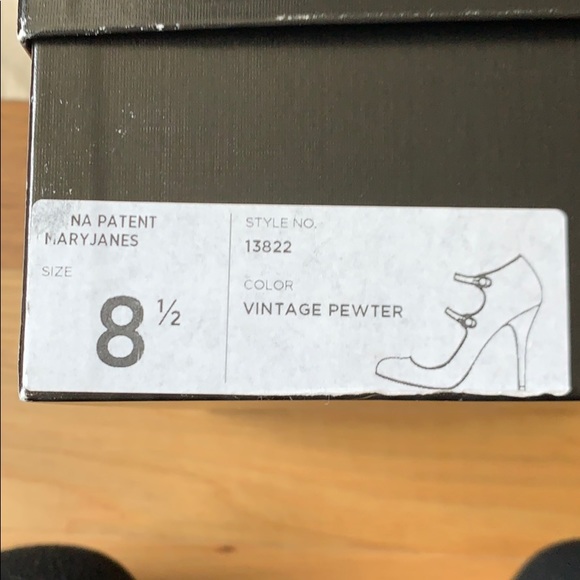 NA PATENT
MARYJANES
SIZE
8 ½
STYLE NO.
13822
COLOR
VINTAGE PEWTER